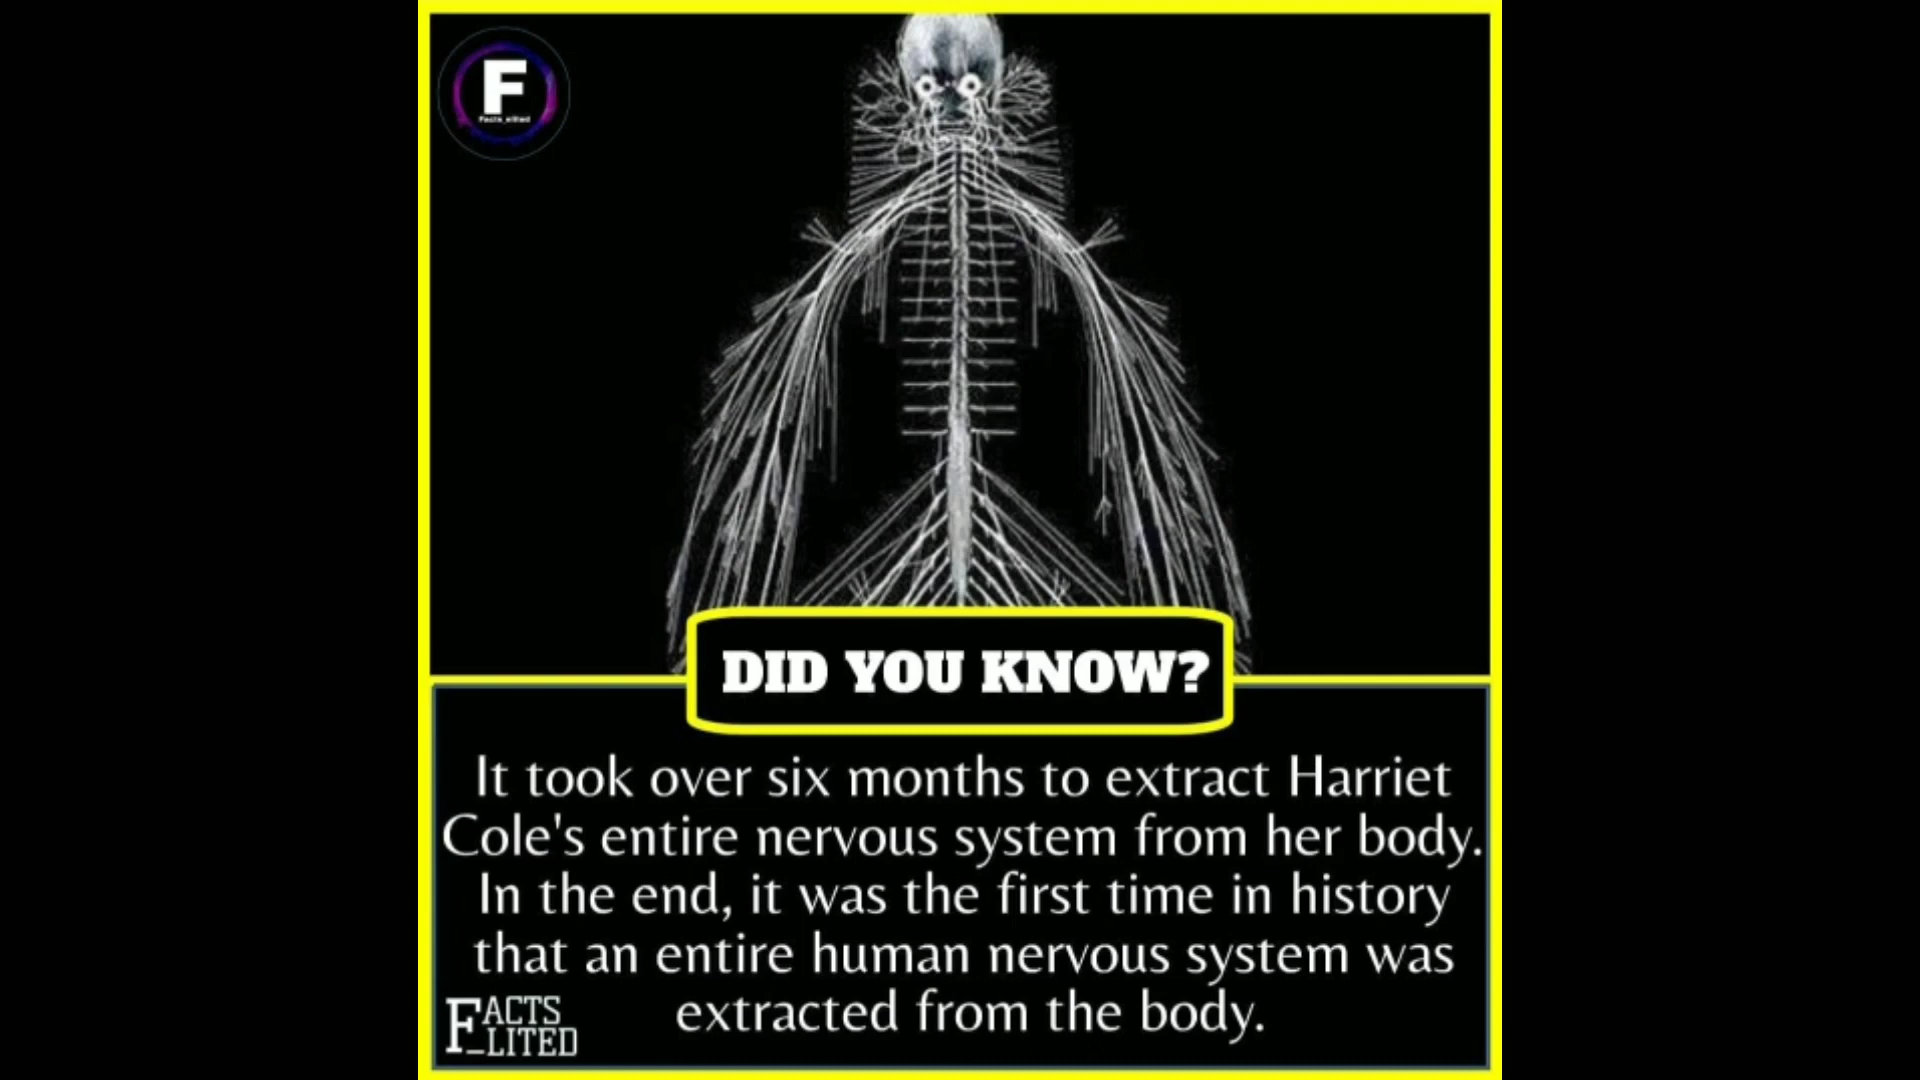 F
Facts_elited
DID YOU KNOW?
It took over six months to extract Harriet
Cole's entire nervous system from her body.
In the end, it was the first time in history
that an entire human nervous system was
extracted from the body.
FACTS
_LITED